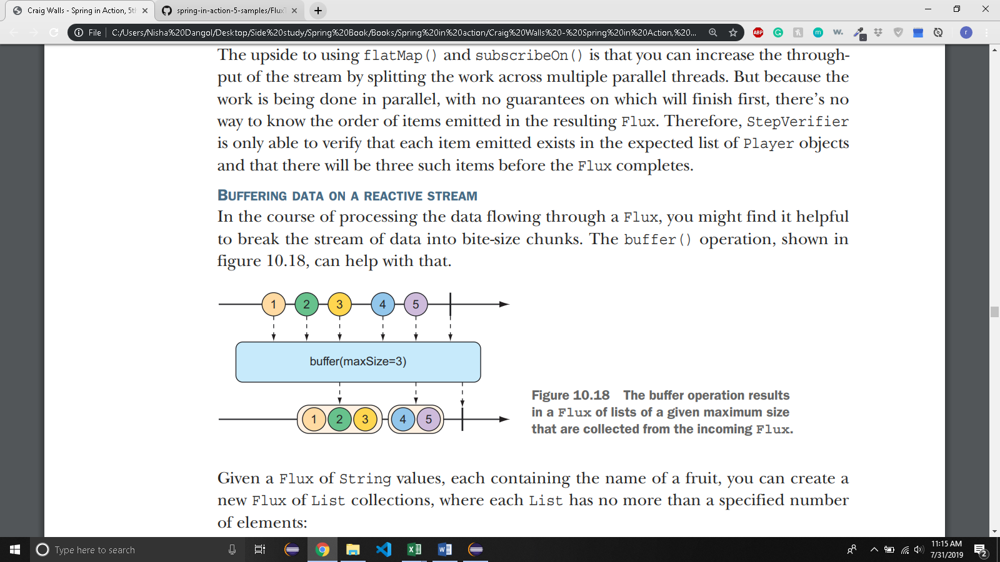 Craig Walls - Spring in Action, 5th
spring-in-action-5-samples/Flux
File
C:/Users/Nisha%20Dangol/Desktop/Side%20study/Spring%20Book/Books/Spring%20in%20action/Craig%20Walls%20-%20Spring%20in%20Action,%20...
ABP
m
w.
r
The upside to using flatMap() and subscribeOn() is that you can increase the through-
put of the stream by splitting the work across multiple parallel threads. But because the
work is being done in parallel, with no guarantees on which will finish first, there's no
way to know the order of items emitted in the resulting Flux. Therefore, StepVerifier
is only able to verify that each item emitted exists in the expected list of Player objects
and that there will be three such items before the Flux completes.
BUFFERING DATA ON A REACTIVE STREAM
In the course of processing the data flowing through a Flux, you might find it helpful
to break the stream of data into bite-size chunks. The buffer() operation, shown in
figure 10.18, can help with that.
1 2 3 4 5
buffer(maxSize=3)
1 2 3 4 5
Figure 10.18 The buffer operation results
in a Flux of lists of a given maximum size
that are collected from the incoming Flux.
Given a Flux of String values, each containing the name of a fruit, you can create a
new Flux of List collections, where each List has no more than a specified number
of elements:
Type here to search
11:15 AM
7/31/2019
2